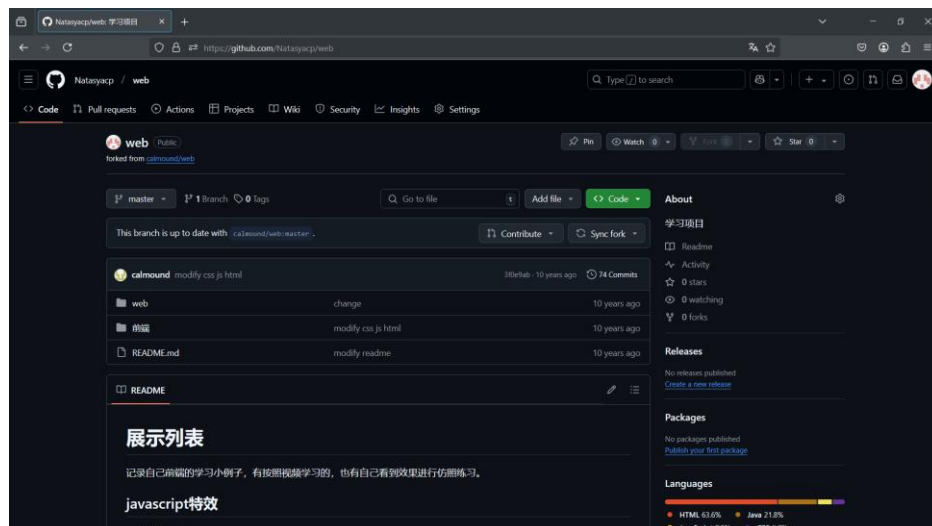 Natasyacp/web: 学习项目
https://github.com/Natasyacp/web
Natasyacp / web
Type / to search
Code Pull requests Actions Projects Wiki Security Insights Settings
web Public
Pin Watch 0 Fork Star 0
forked from calmound/web
master 1 Branch 0 Tags Go to file t Add file Code
About
学习项目
This branch is up to date with calmound/web:master .
Contribute Sync fork
Readme
Activity
0 stars
0 watching
0 forks
calmound modify css js html 3f0e9ab · 10 years ago 74 Commits
web change 10 years ago
前端 modify css js html 10 years ago
README.md modify readme 10 years ago
Releases
No releases published
Create a new release
README
Packages
No packages published
Publish your first package
展示列表
记录自己前端的学习小例子，有按照视频学习的，也有自己看到效果进行仿照练习。
javascript特效
Languages
HTML 63.6% Java 21.8%